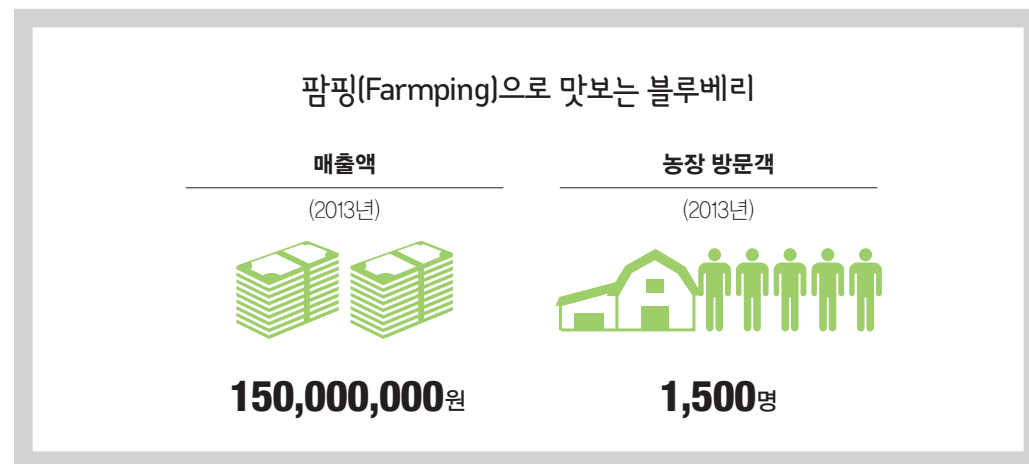 팜핑(Farmping)으로 맛보는 블루베리
매출액
(2013년)
150,000,000원
농장 방문객
(2013년)
1,500명